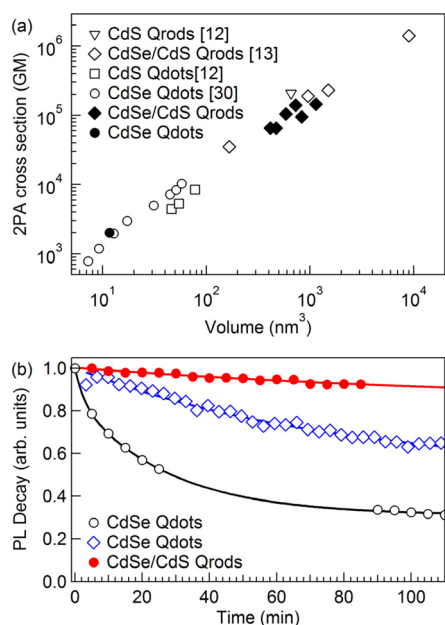 (a)
2PA cross section (GM)
10^6
10^5
10^4
10^3
CdS Qrods [12]
CdSe/CdS Qrods [13]
CdS Qdots[12]
CdSe Qdots [30]
CdSe/CdS Qrods
CdSe Qdots
10^1 10^2 10^3 10^4
Volume (nm^3)
(b)
PL Decay (arb. units)
1.0
0.8
0.6
0.4
0.2
0.0
CdSe Qdots
CdSe Qdots
CdSe/CdS Qrods
0 20 40 60 80 100
Time (min)